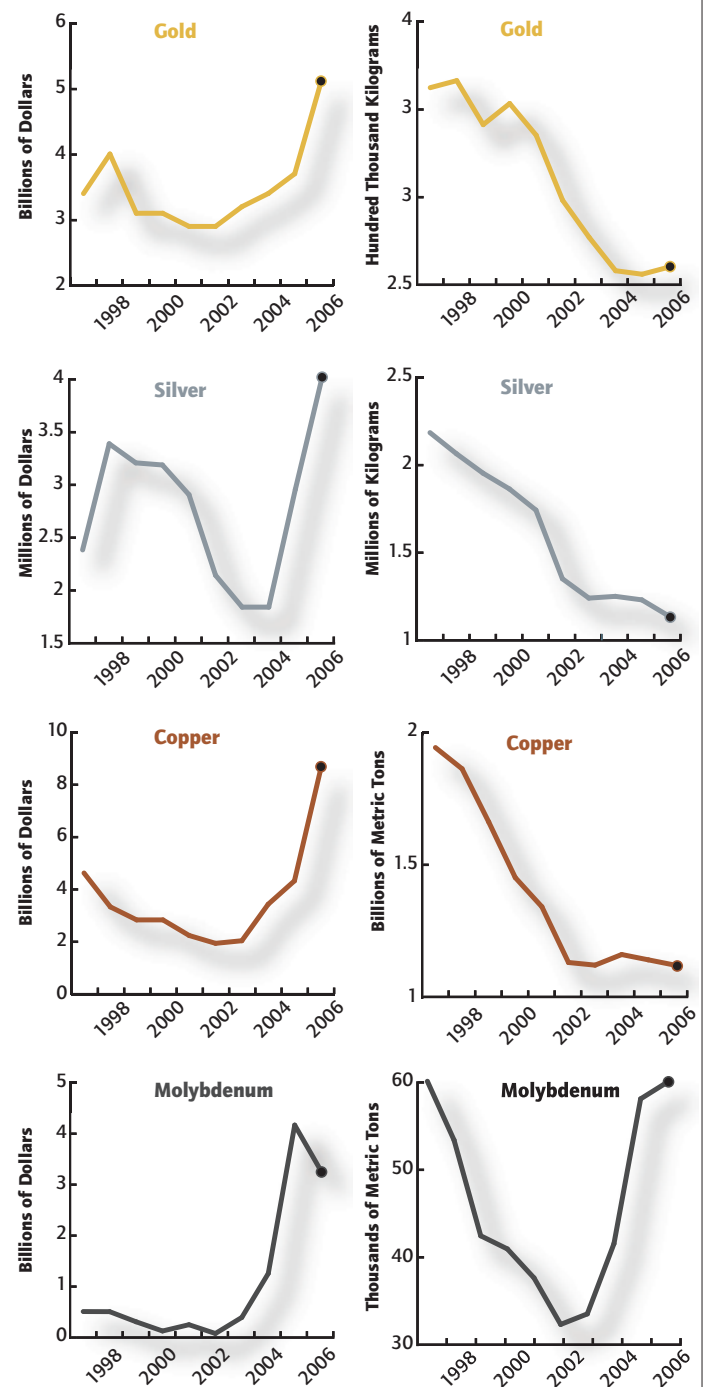 Gold
Billions of Dollars
6
5
4
3
2
1998 2000 2002 2004 2006
Gold
Hundred Thousand Kilograms
4
3
3
2.5
1998 2000 2002 2004 2006
Silver
Millions of Dollars
4
3.5
3
2.5
2
1.5
1998 2000 2002 2004 2006
Silver
Millions of Kilograms
2.5
2
1.5
1
1998 2000 2002 2004 2006
Copper
Billions of Dollars
10
8
6
4
2
0
1998 2000 2002 2004 2006
Copper
Billions of Metric Tons
2
1.5
1
1998 2000 2002 2004 2006
Molybdenum
Billions of Dollars
5
4
3
2
1
0
1998 2000 2002 2004 2006
Molybdenum
Thousands of Metric Tons
60
50
40
30
1998 2000 2002 2004 2006